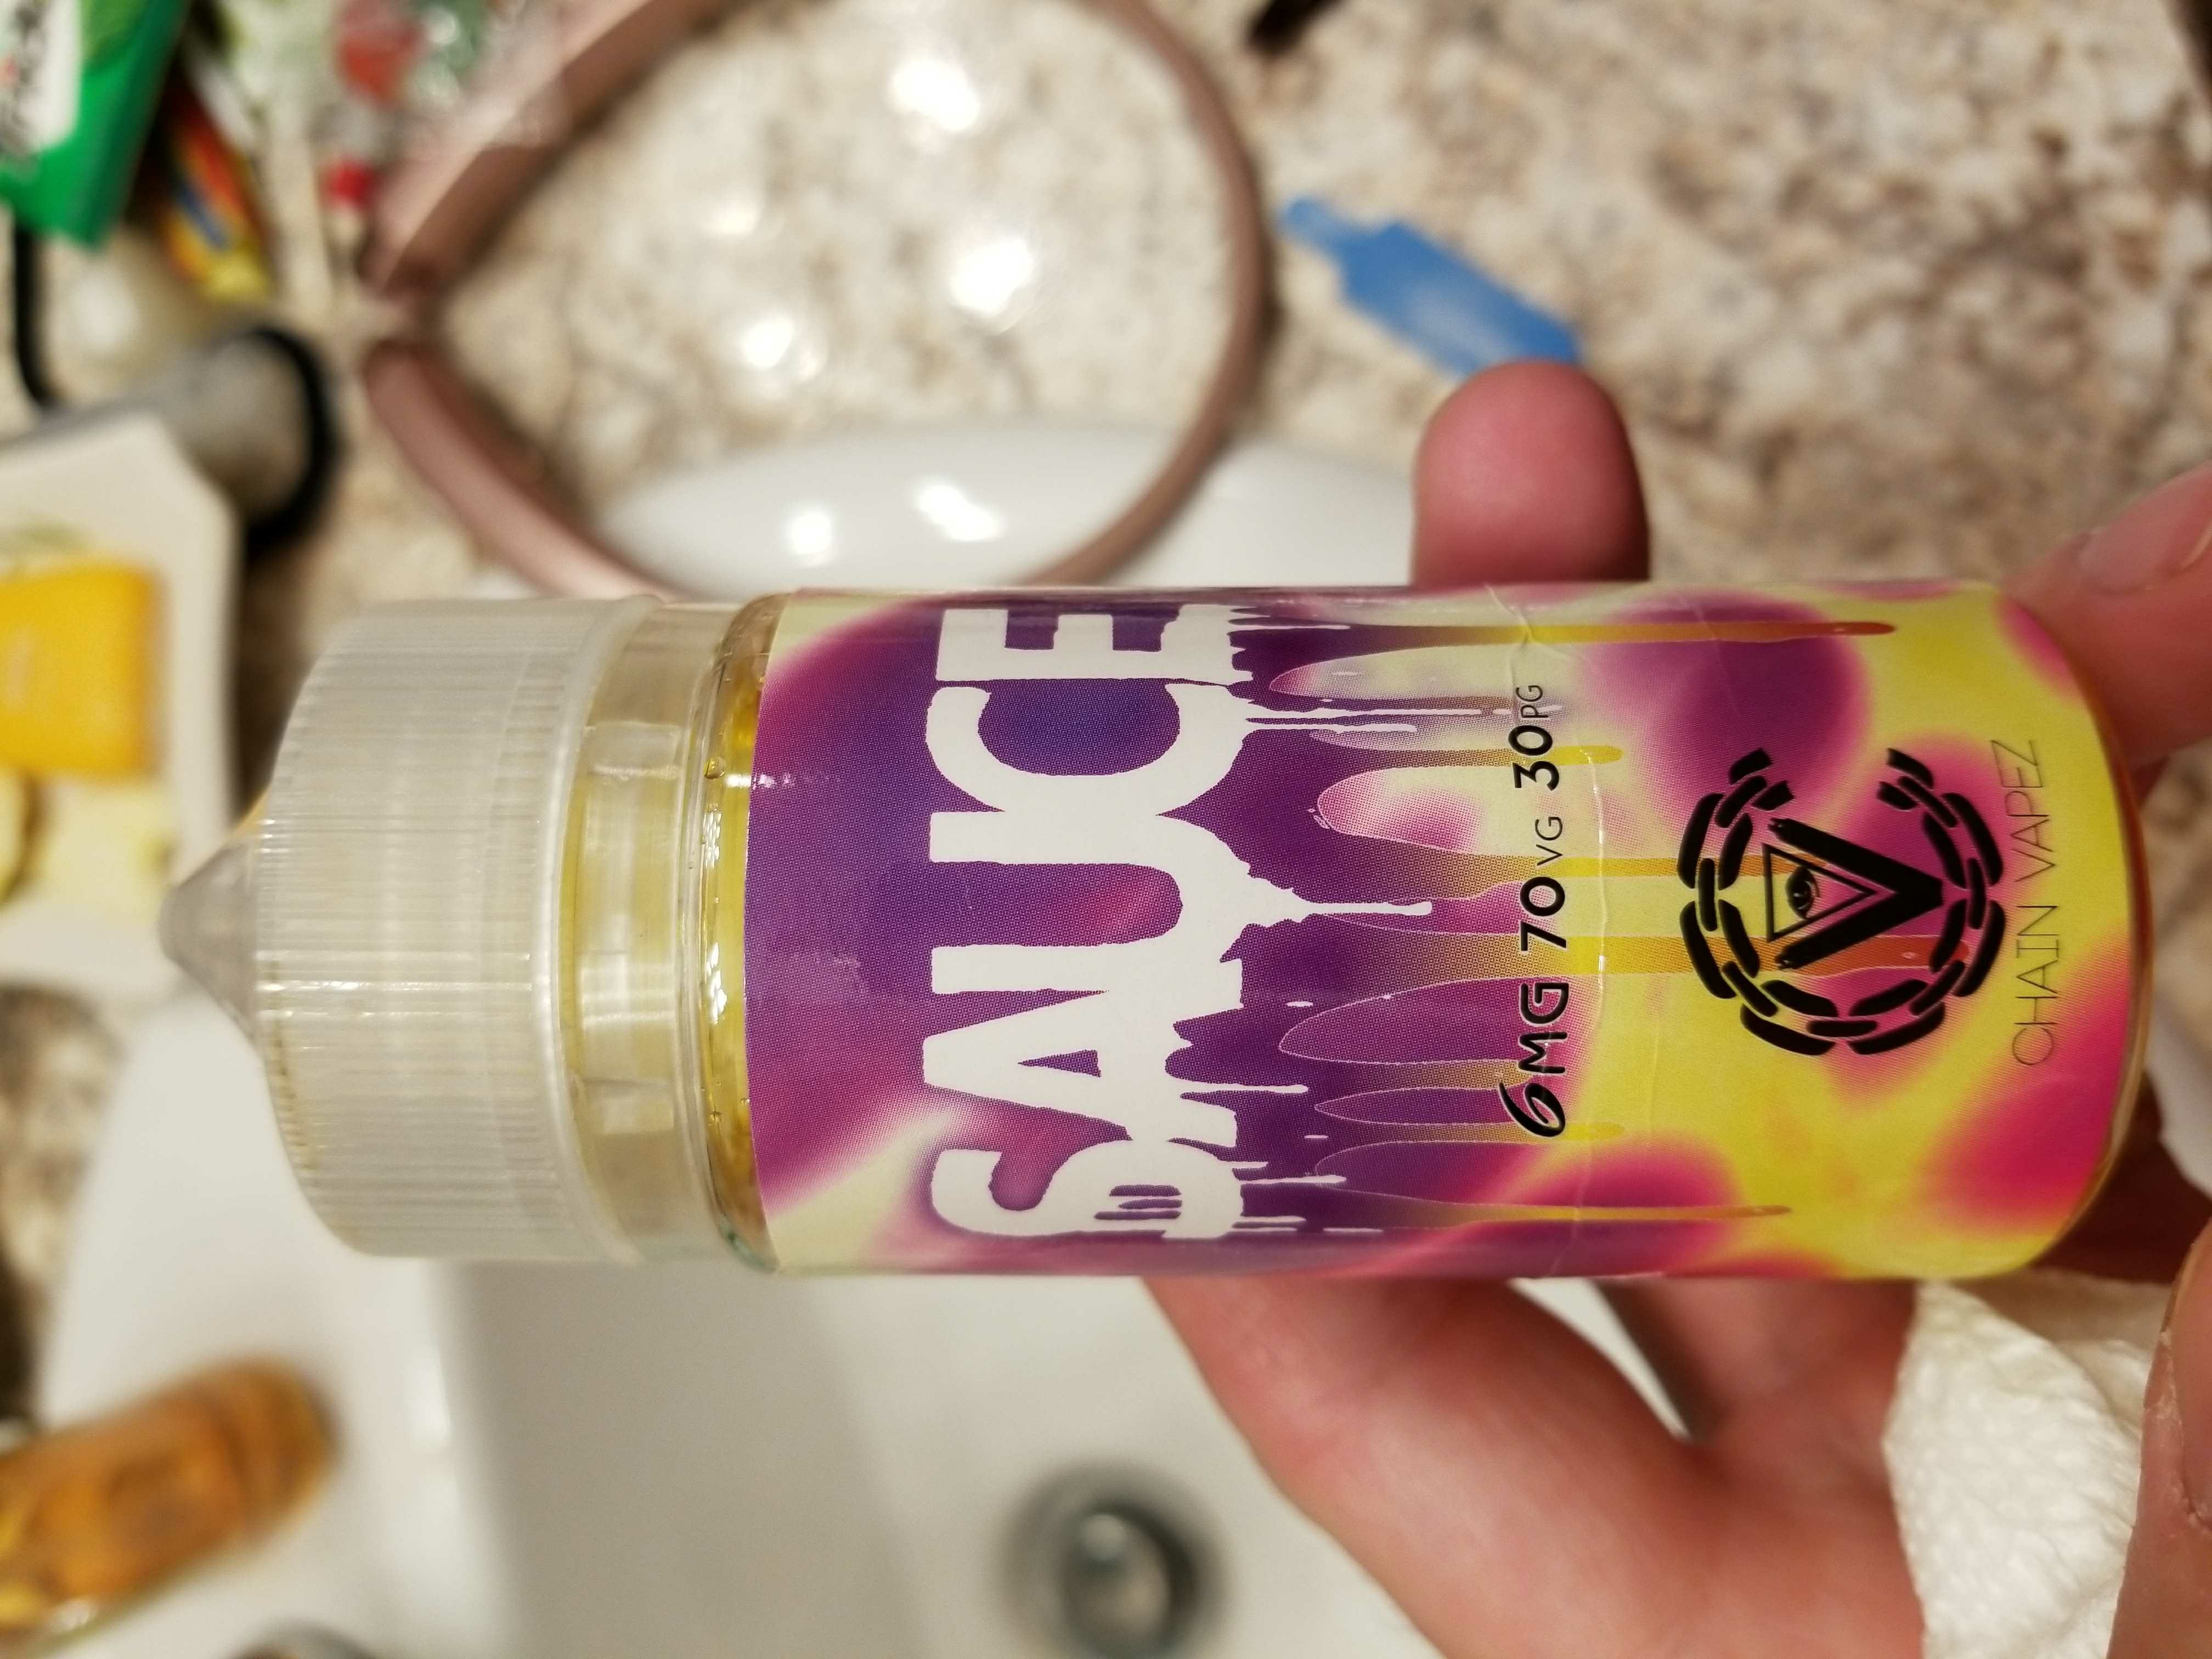 SAUCE
6MG 70VG 30PG
CHAIN VAPEZ